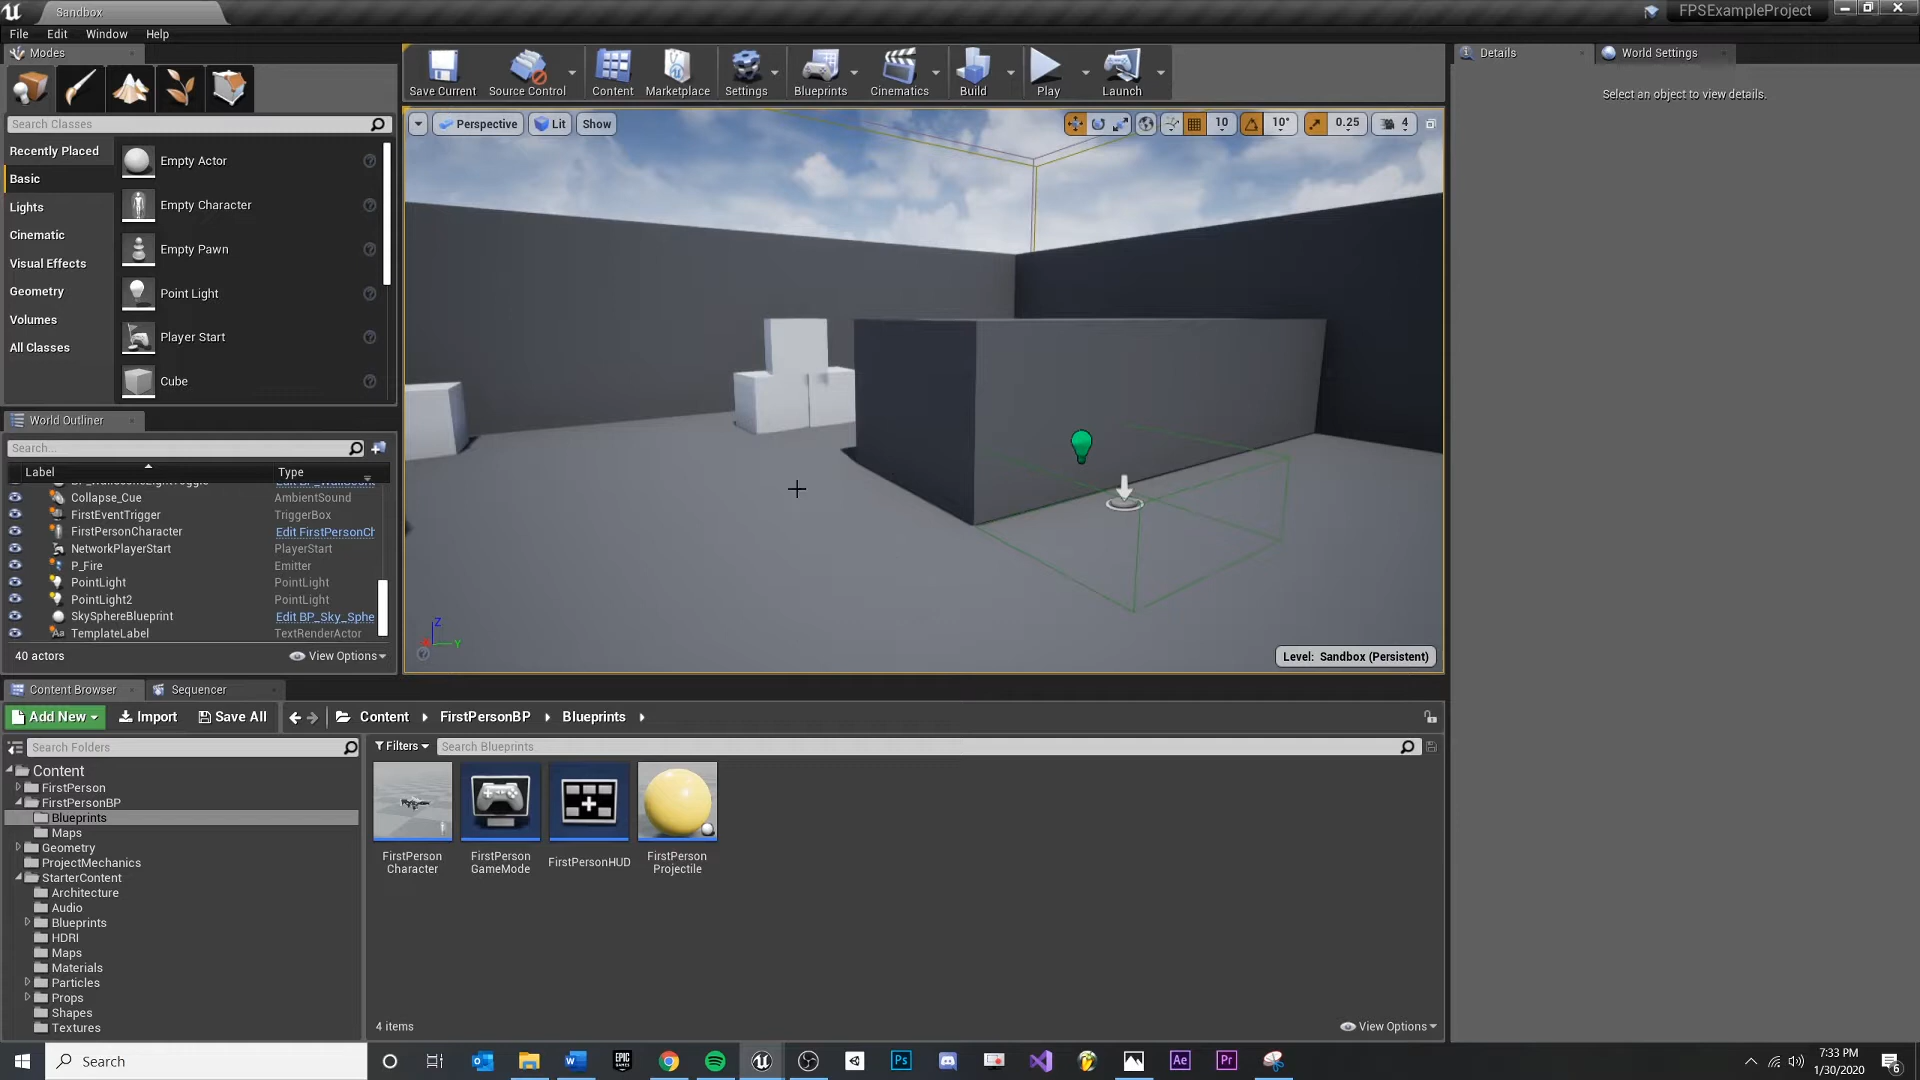 Sandbox
FPSExampleProject
File Edit Window Help
Modes
Save Current Source Control Content Marketplace Settings Blueprints Cinematics Build Play Launch
Details World Settings
Select an object to view details.
Search Classes
Perspective Lit Show 10 10° 0.25 4
Recently Placed
Basic
Lights
Cinematic
Visual Effects
Geometry
Volumes
All Classes
Empty Actor
Empty Character
Empty Pawn
Point Light
Player Start
Cube
World Outliner
Search...
Label Type
Collapse_Cue AmbientSound
FirstEventTrigger TriggerBox
FirstPersonCharacter Edit FirstPersonCh
NetworkPlayerStart PlayerStart
P_Fire Emitter
PointLight PointLight
PointLight2 PointLight
SkySphereBlueprint Edit BP_Sky_Sphe
TemplateLabel TextRenderActor
40 actors View Options
Z
Y
Level: Sandbox (Persistent)
Content Browser Sequencer
Add New Import Save All Content FirstPersonBP Blueprints
Search Folders
Filters Search Blueprints
Content
FirstPerson
FirstPersonBP
Blueprints
Maps
Geometry
ProjectMechanics
StarterContent
Architecture
Audio
Blueprints
HDRI
Maps
Materials
Particles
Props
Shapes
Textures
FirstPerson
Character
FirstPerson
GameMode
FirstPersonHUD
FirstPerson
Projectile
4 items View Options
Search
EPIC
GAMES
Ps
Ae
Pr
7:33 PM
1/30/2020
6